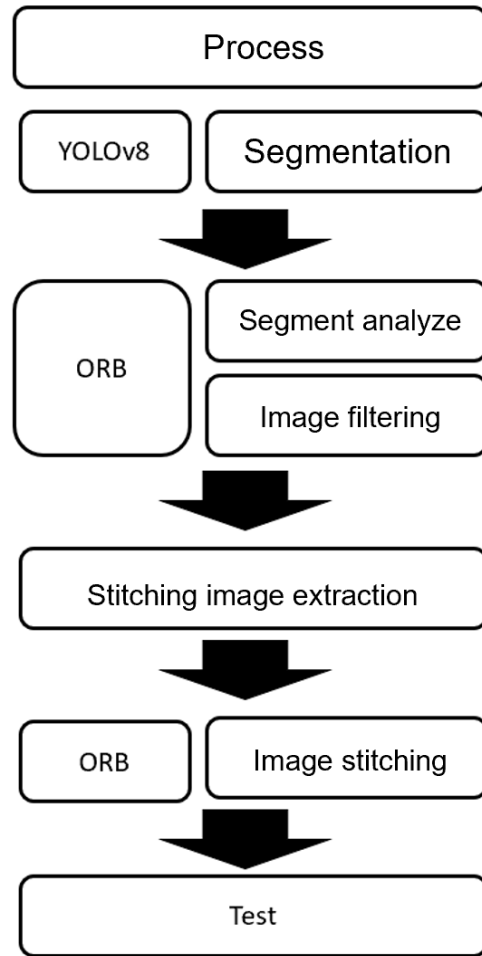 Process
YOLOv8
Segmentation
ORB
Segment analyze
Image filtering
Stitching image extraction
ORB
Image stitching
Test